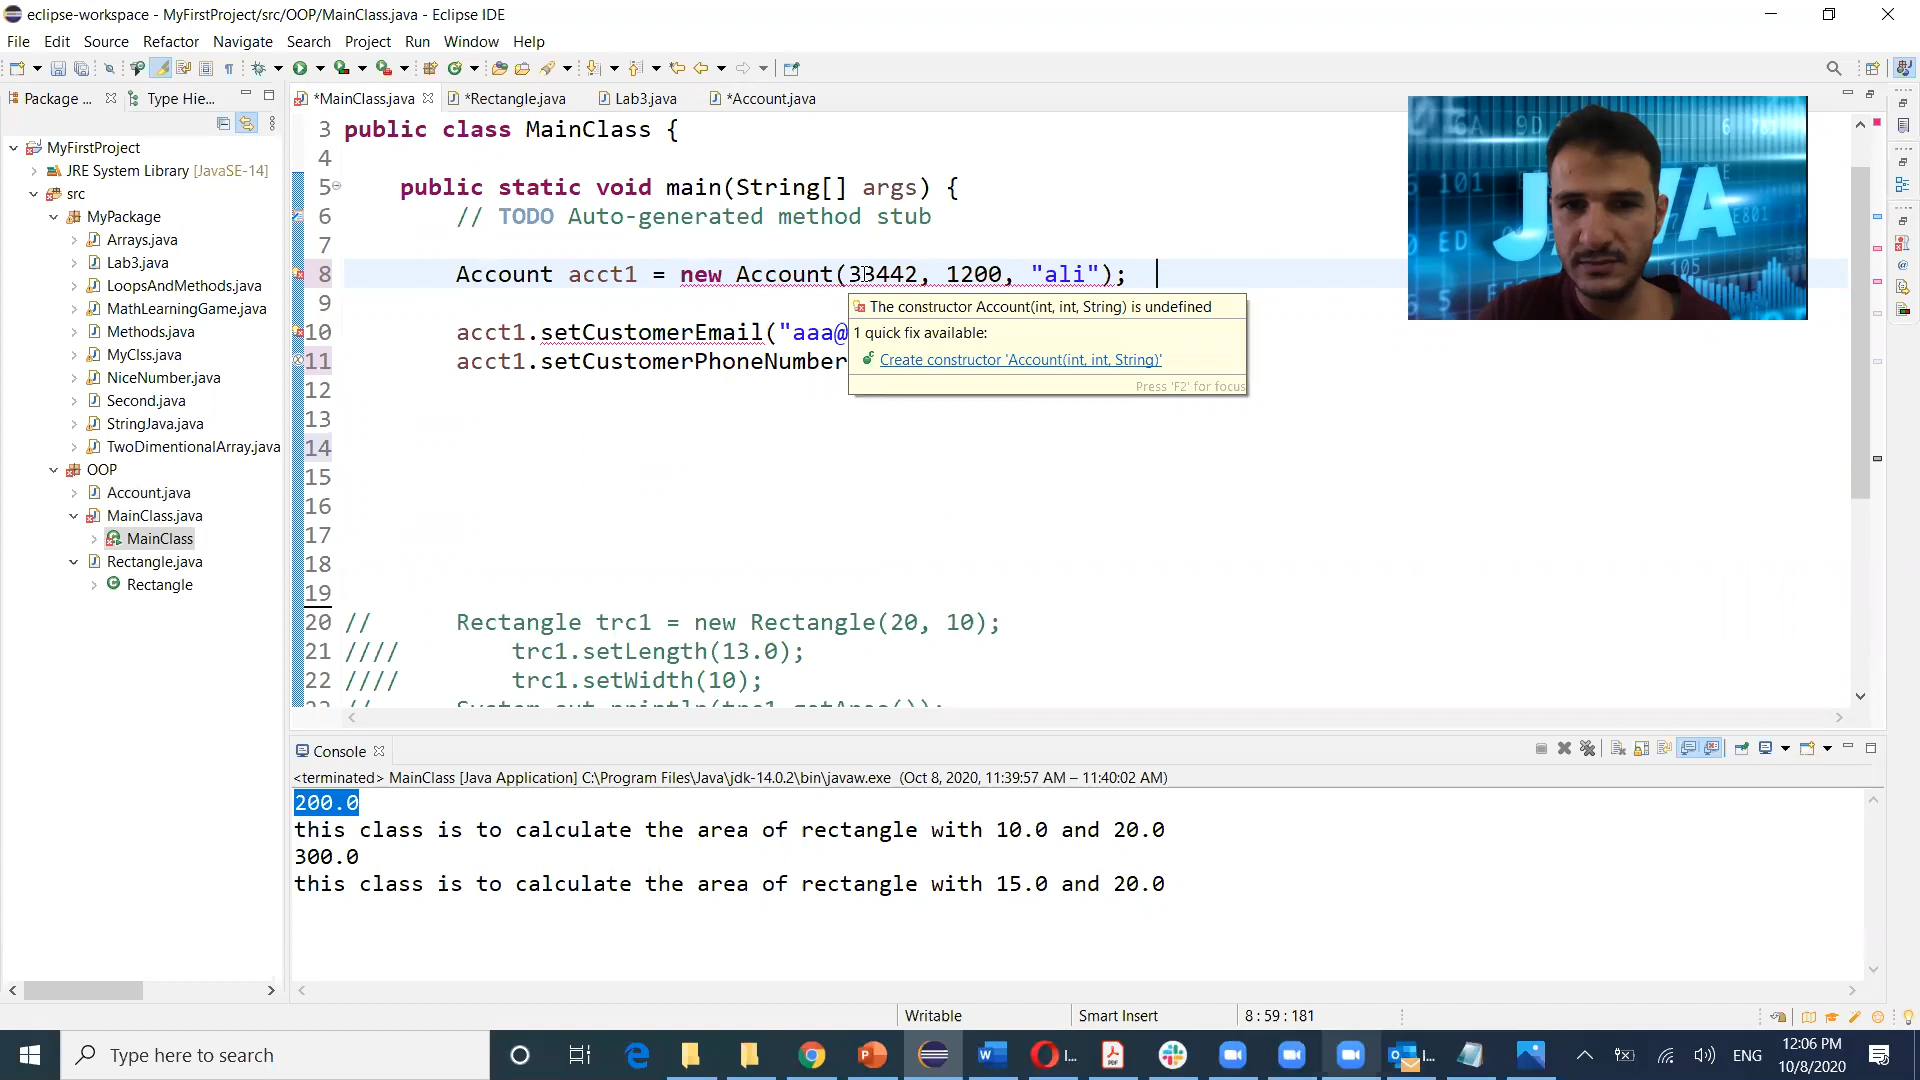 eclipse-workspace - MyFirstProject/src/OOP/MainClass.java - Eclipse IDE
File Edit Source Refactor Navigate Search Project Run Window Help
Package ... Type Hie... *MainClass.java *Rectangle.java Lab3.java *Account.java
MyFirstProject
JRE System Library [JavaSE-14]
src
MyPackage
Arrays.java
Lab3.java
LoopsAndMethods.java
MathLearningGame.java
Methods.java
MyClss.java
NiceNumber.java
Second.java
StringJava.java
TwoDimentionalArray.java
OOP
Account.java
MainClass.java
MainClass
Rectangle.java
Rectangle
3 public class MainClass {
4
5 public static void main(String[] args) {
6 // TODO Auto-generated method stub
7
8 Account acct1 = new Account(33442, 1200, "ali");
9
10 acct1.setCustomerEmail("aaa@
11 acct1.setCustomerPhoneNumber
12
13
14
15
16
17
18
19
20 // Rectangle trc1 = new Rectangle(20, 10);
21 //// trc1.setLength(13.0);
22 //// trc1.setWidth(10);
23 // System.out.println(trc1.getArea());
The constructor Account(int, int, String) is undefined
1 quick fix available:
Create constructor 'Account(int, int, String)'
Press 'F2' for focus
JAVA
Console
<terminated> MainClass [Java Application] C:\Program Files\Java\jdk-14.0.2\bin\javaw.exe (Oct 8, 2020, 11:39:57 AM – 11:40:02 AM)
200.0
this class is to calculate the area of rectangle with 10.0 and 20.0
300.0
this class is to calculate the area of rectangle with 15.0 and 20.0
Writable Smart Insert 8 : 59 : 181
Type here to search
ENG
12:06 PM
10/8/2020